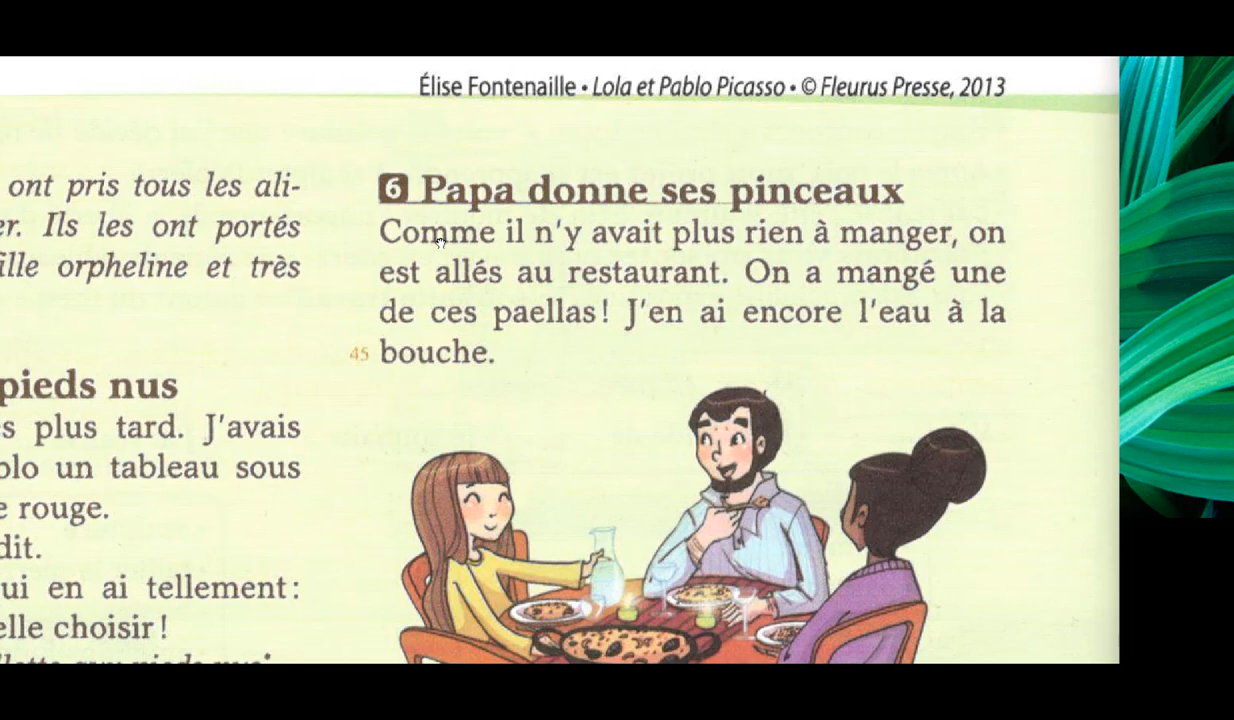 Élise Fontenaille • Lola et Pablo Picasso • © Fleurus Presse, 2013
ont pris tous les ali-
er. Ils les ont portés
ille orpheline et très
pieds nus
s plus tard. J'avais
olo un tableau sous
e rouge.
dit.
ui en ai tellement :
elle choisir !
6 Papa donne ses pinceaux
Comme il n'y avait plus rien à manger, on
est allés au restaurant. On a mangé une
de ces paellas ! J'en ai encore l'eau à la
45 bouche.